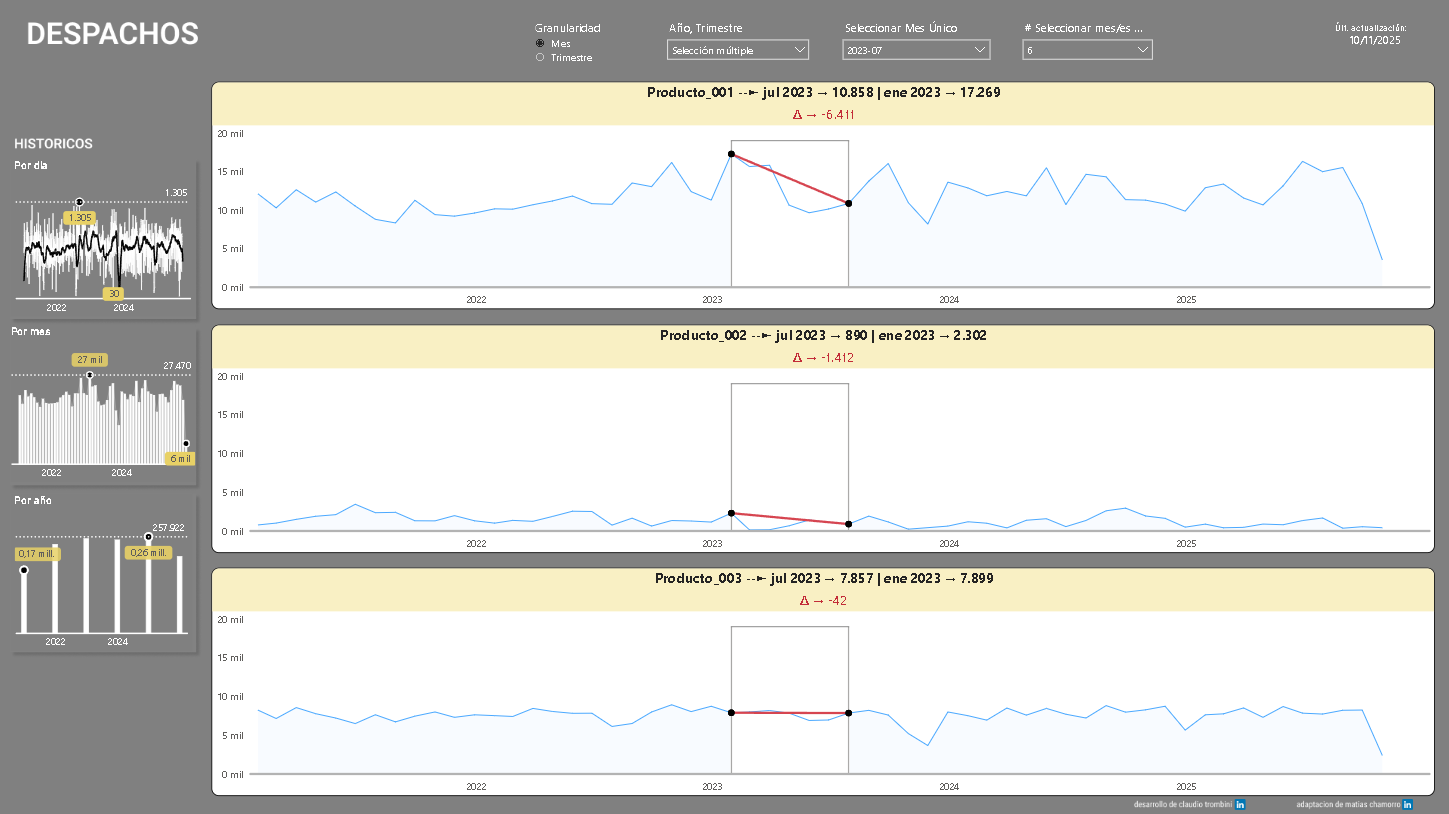 DESPACHOS
Granularidad
Mes
Trimestre
Año, Trimestre
Selección múltiple
Seleccionar Mes Único
2023-07
# Seleccionar mes/es ...
6
Últ. actualización:
10/11/2025
HISTORICOS
Por día
1.305
1.305
30
2022 2024
Por mes
27 mil
27.470
6 mil
2022 2024
Por año
257.922
0,17 mill.
0,26 mill.
2022 2024
Producto_001 --► jul 2023 → 10.858 | ene 2023 → 17.269
Δ → -6.411
20 mil
15 mil
10 mil
5 mil
0 mil
2022 2023 2024 2025
Producto_002 --► jul 2023 → 890 | ene 2023 → 2.302
Δ → -1.412
20 mil
15 mil
10 mil
5 mil
0 mil
2022 2023 2024 2025
Producto_003 --► jul 2023 → 7.857 | ene 2023 → 7.899
Δ → -42
20 mil
15 mil
10 mil
5 mil
0 mil
2022 2023 2024 2025
desarrollo de claudio trombini in
adaptacion de matias chamorro in